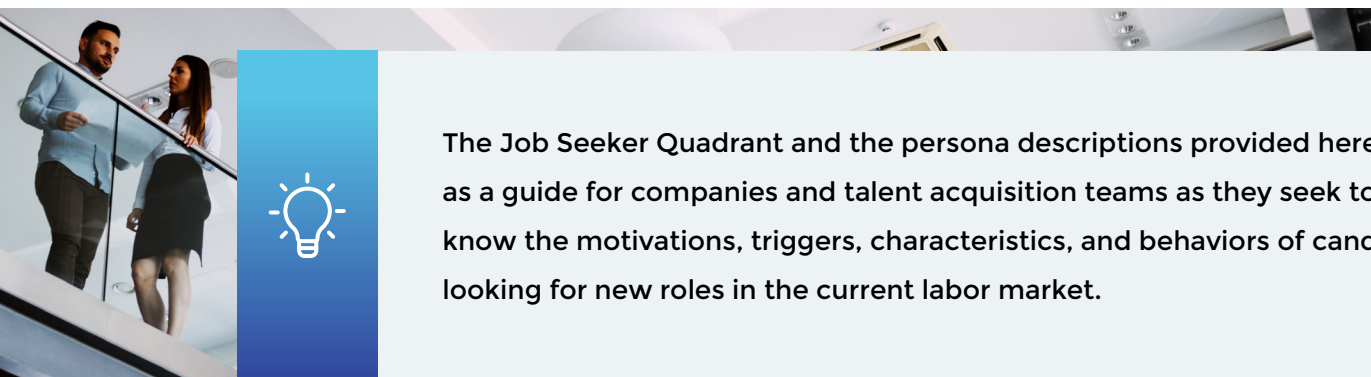 The Job Seeker Quadrant and the persona descriptions provided here
as a guide for companies and talent acquisition teams as they seek to
know the motivations, triggers, characteristics, and behaviors of
looking for new roles in the current labor market.